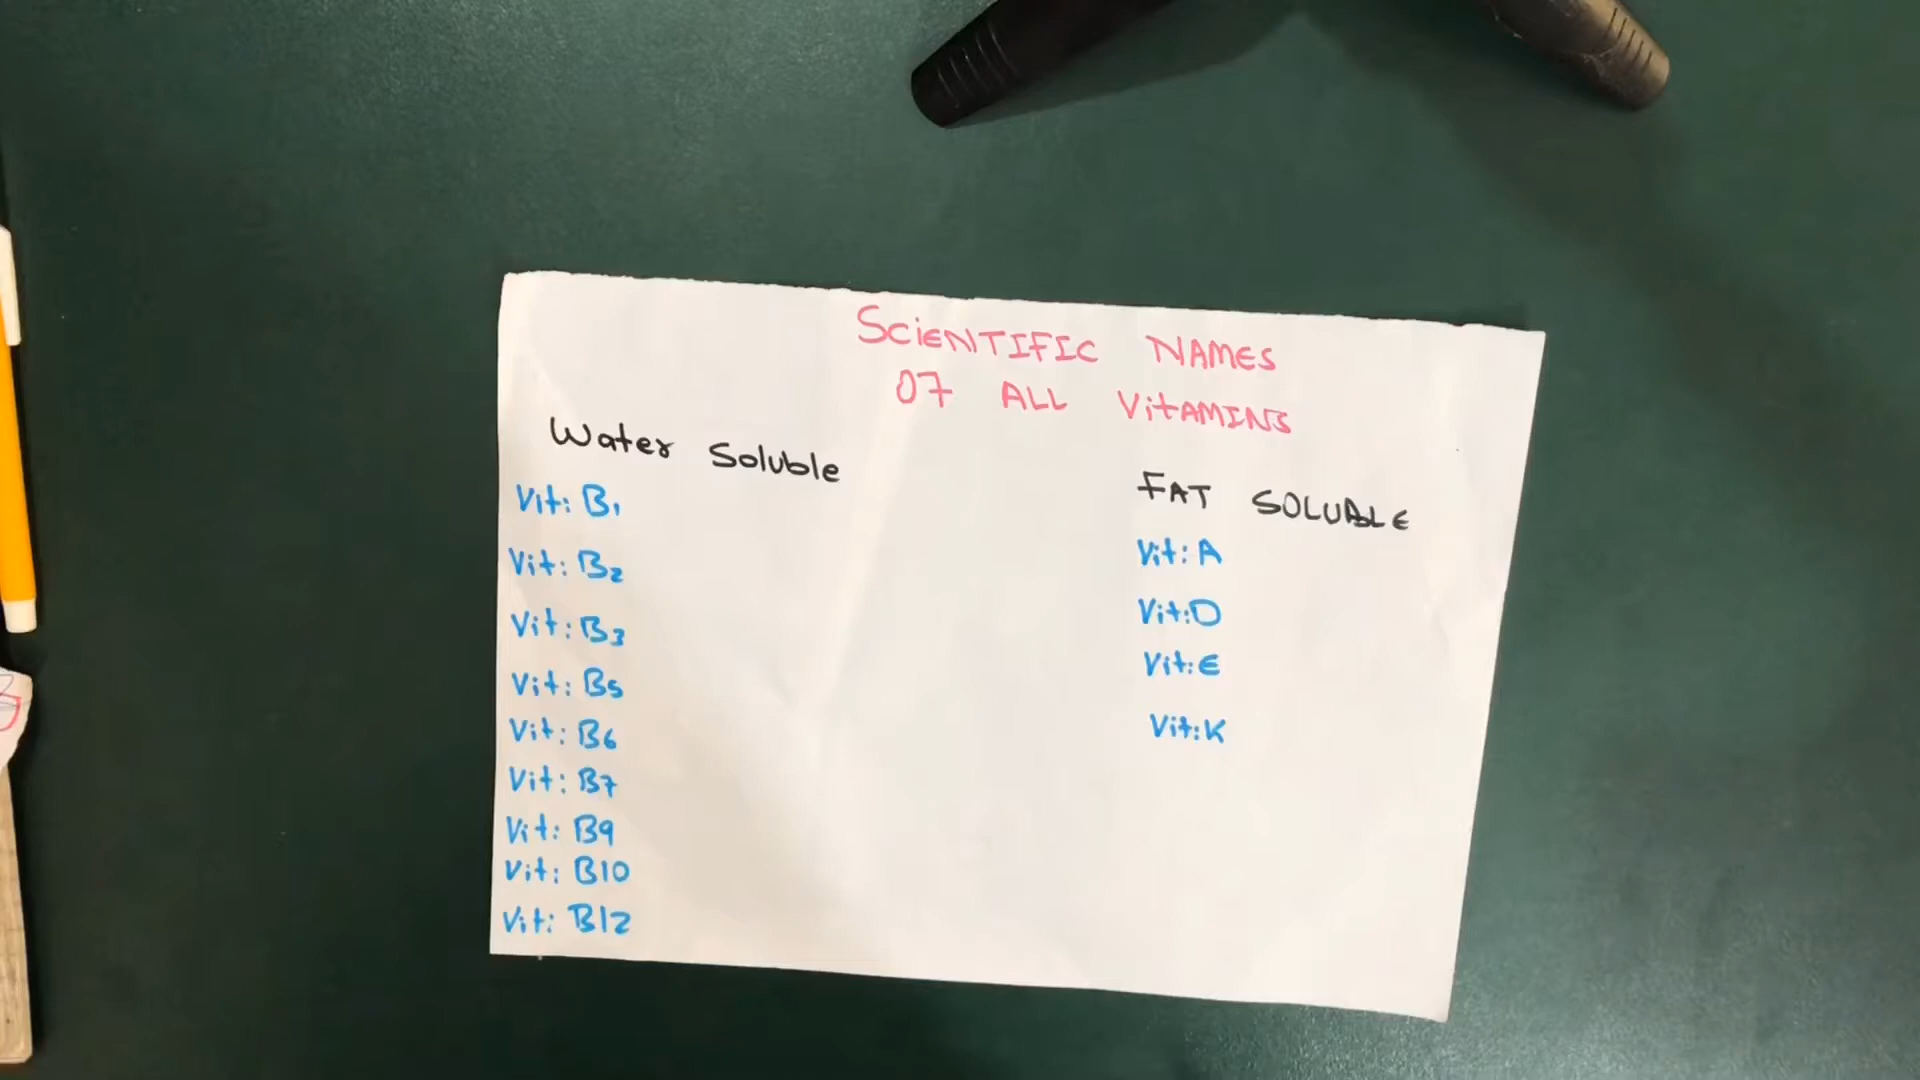 SCiENTIFIC NAMES
OF ALL ViTAMINS
Water Soluble
Vit: B1
Vit: B2
Vit: B3
Vit: B5
Vit: B6
Vit: B7
Vit: B9
Vit: B10
Vit: B12
FAT SOLUBLE
Vit: A
Vit: D
Vit: E
Vit: K